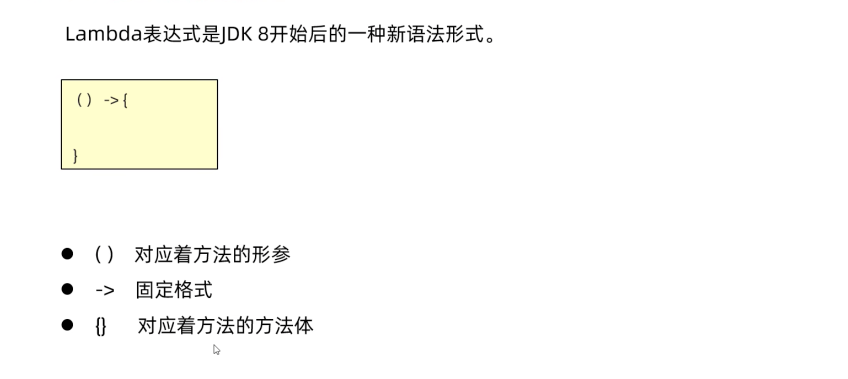 Lambda表达式是JDK 8开始后的一种新语法形式。
() ->{
}
● () 对应着方法的形参
● -> 固定格式
● {} 对应着方法的方法体